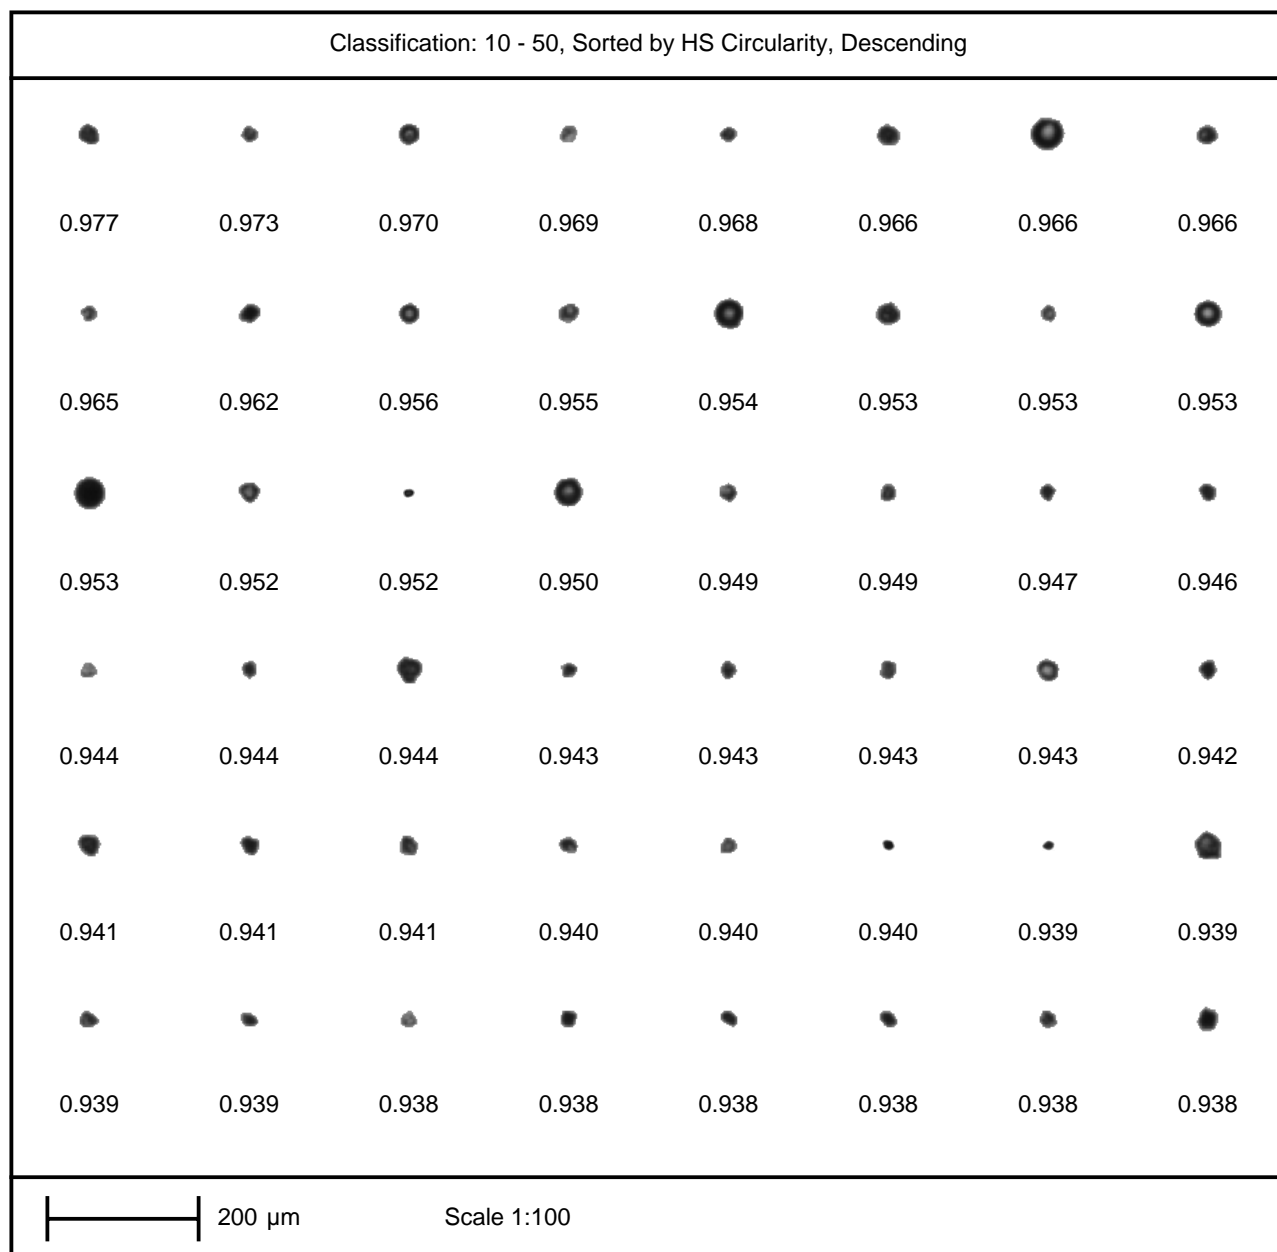 Classification: 10 - 50, Sorted by HS Circularity, Descending
0.977 0.973 0.970 0.969 0.968 0.966 0.966 0.966
0.965 0.962 0.956 0.955 0.954 0.953 0.953 0.953
0.953 0.952 0.952 0.950 0.949 0.949 0.947 0.946
0.944 0.944 0.944 0.943 0.943 0.943 0.943 0.942
0.941 0.941 0.941 0.940 0.940 0.940 0.939 0.939
0.939 0.939 0.938 0.938 0.938 0.938 0.938 0.938
200 µm Scale 1:100